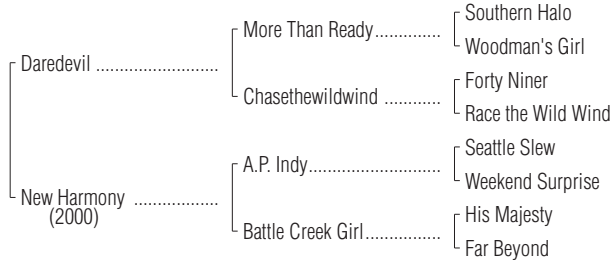 Southern Halo
More Than Ready..............
Woodman's Girl
Daredevil ..........................
Forty Niner
Chasethewildwind ............
Race the Wild Wind
Seattle Slew
A.P. Indy......................
Weekend Surprise
New Harmony ..................
(2000)
His Majesty
Battle Creek Girl................
Far Beyond